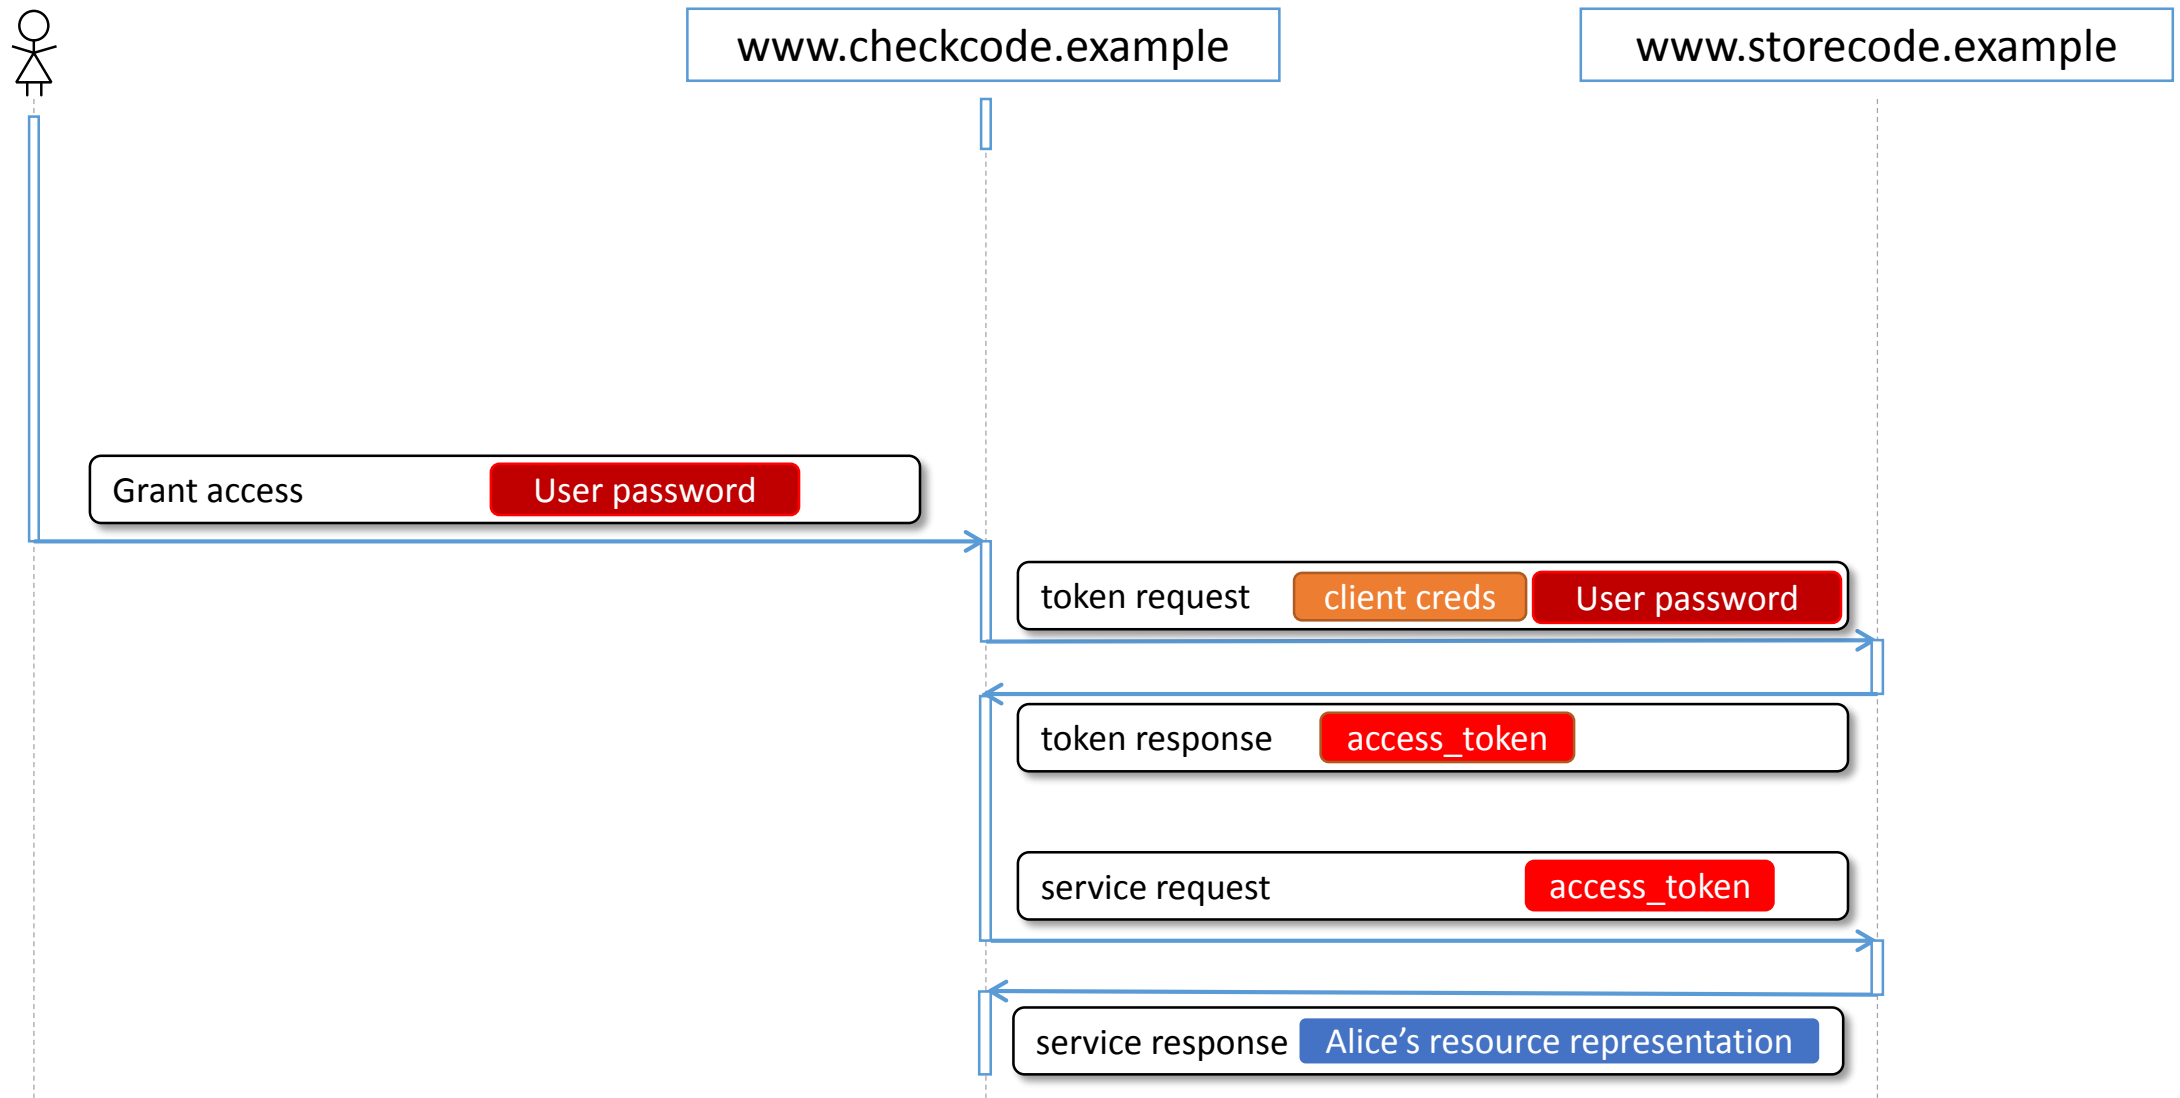 www.checkcode.example
www.storecode.example
Grant access User password
token request client creds User password
token response access_token
service request access_token
service response Alice’s resource representation